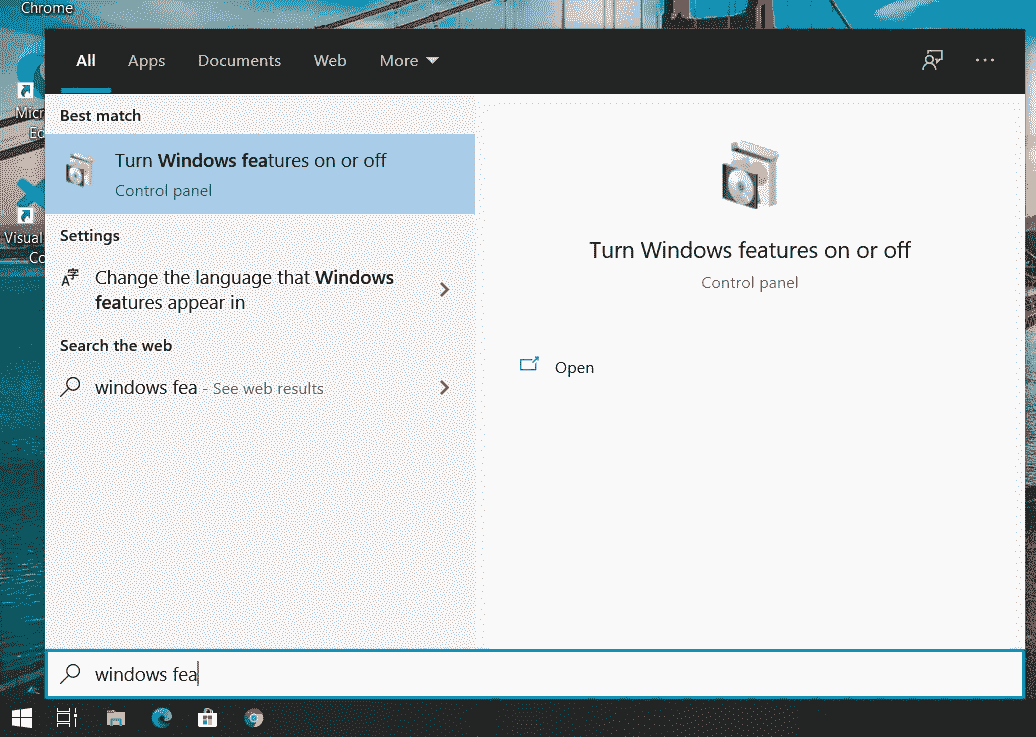 Chrome
All Apps Documents Web More
Best match
Turn Windows features on or off
Control panel
Settings
Change the language that Windows
features appear in
Search the web
windows fea - See web results
Turn Windows features on or off
Control panel
Open
windows fea
Micr
Ed
Visual
Co